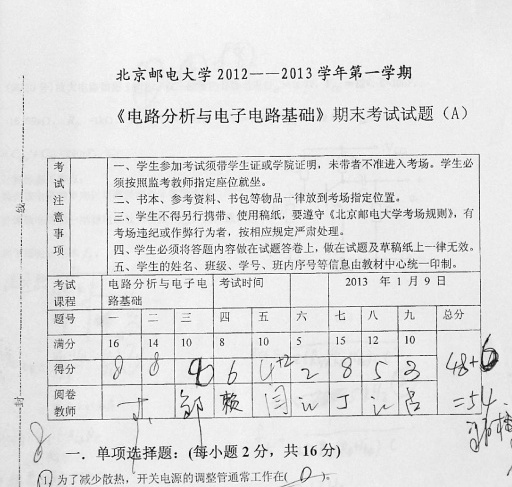 北京邮电大学 2012——2013 学年第一学期
《电路分析与电子电路基础》期末考试试题（A）
考试注意事项
一、学生参加考试须带学生证或学院证明，未带者不准进入考场。学生必
须按照监考教师指定座位就坐。
二、书本、参考资料、书包等物品一律放到考场指定位置。
三、学生不得另行携带、使用稿纸，要遵守《北京邮电大学考场规则》，有
考场违纪或作弊行为者，按相应规定严肃处理。
四、学生必须将答题内容做在试题答卷上，做在试题及草稿纸上一律无效。
五、学生的姓名、班级、学号、班内序号等信息由教材中心统一印制。
考试 电路分析与电子电 考试时间 2013 年 1 月 9 日
课程 路基础
题号 一 二 三 四 五 六 七 八 九 总分
满分 16 14 10 8 10 5 15 12 10
得分 8 8 6 4+2 2 8 5 3 48+6
阅卷 邹 赖 闫 丁 =54
教师
线
封
8
一．单项选择题：(每小题 2 分，共 16 分)
① 为了减少散热，开关电源的调整管通常工作在( D )。